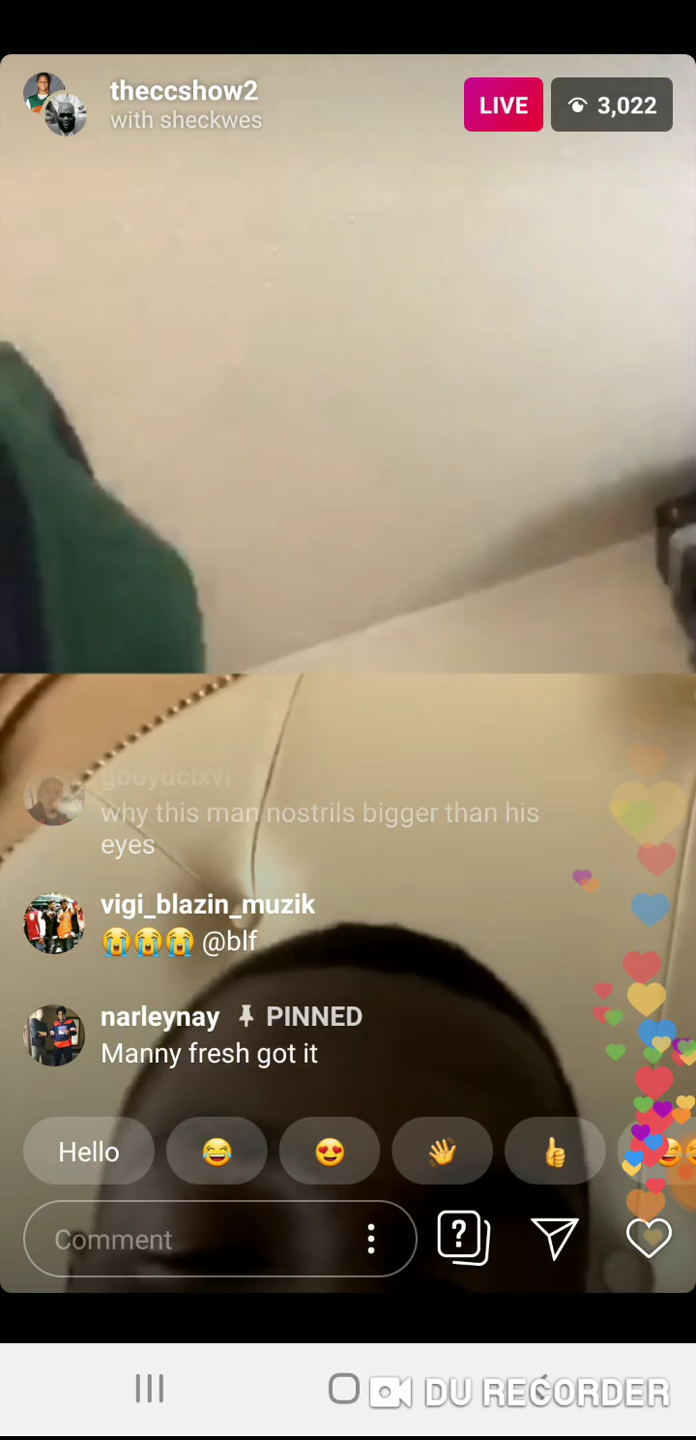 theccshow2
with sheckwes
LIVE
3,022
gboydclxvi
why this man nostrils bigger than his
eyes
vigi_blazin_muzik
😭😭😭 @blf
narleynay PINNED
Manny fresh got it
Hello
Comment
DU RECORDER